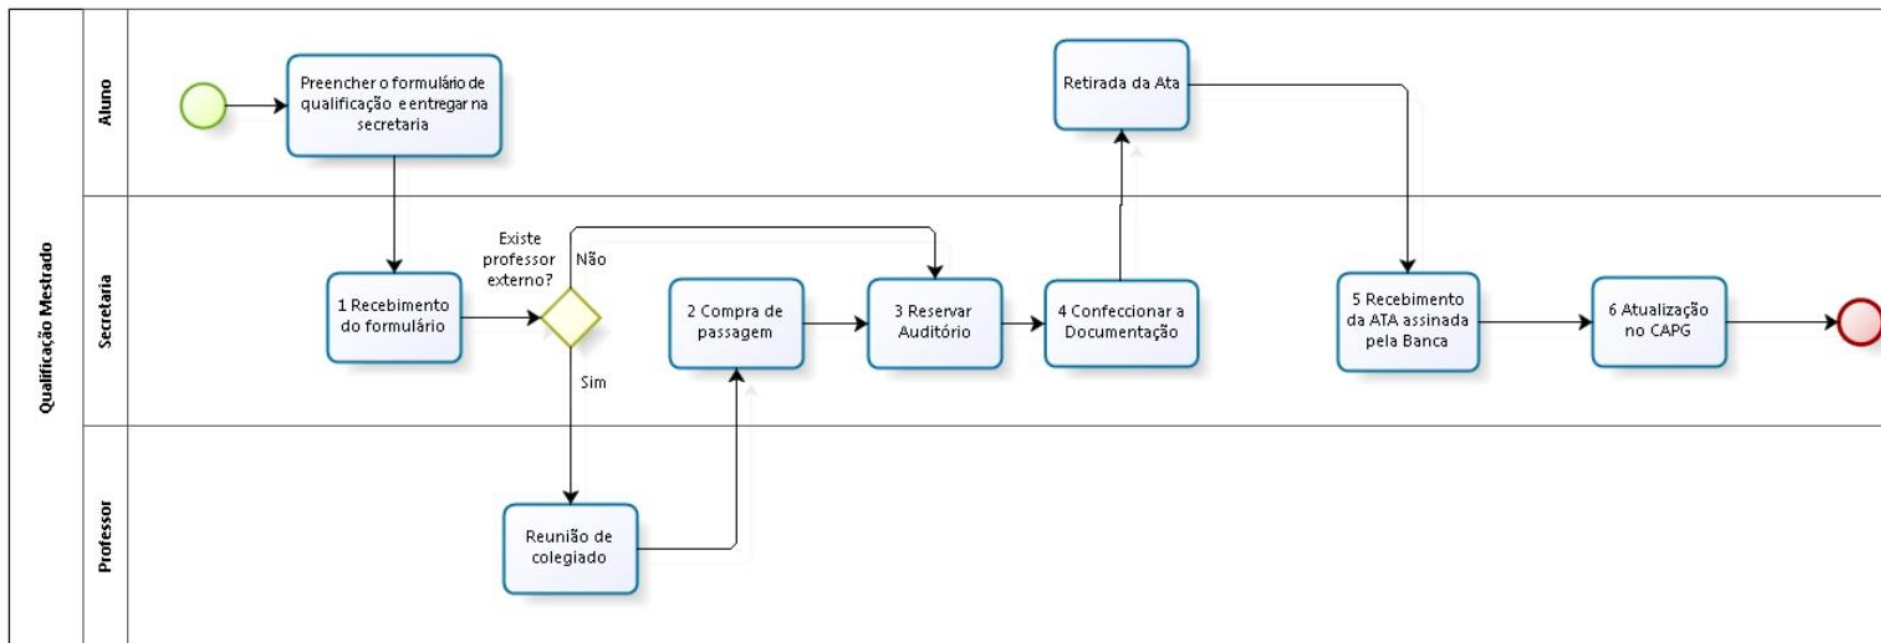 Qualificação Mestrado
Aluno
Preencher o formulário de
qualificação e entregar na
secretaria
Retirada da Ata
Secretaria
1 Recebimento
do formulário
Existe
professor
externo?
Não
Sim
2 Compra de
passagem
3 Reservar
Auditório
4 Confeccionar a
Documentação
5 Recebimento
da ATA assinada
pela Banca
6 Atualização
no CAPG
Professor
Reunião de
colegiado